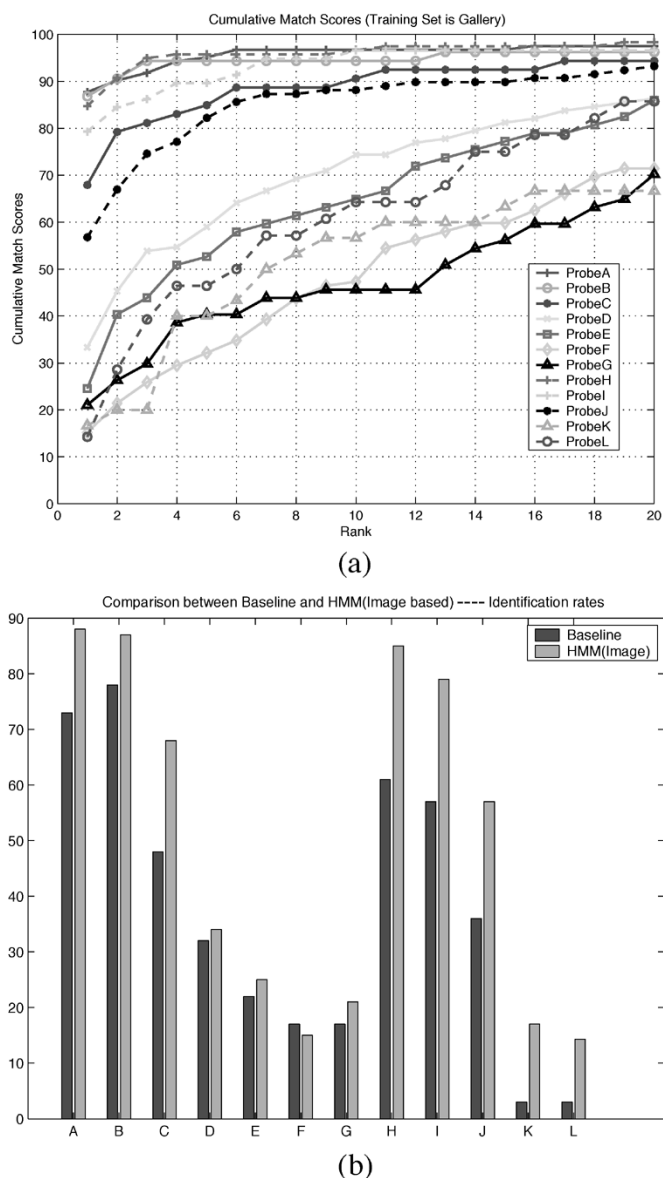 Cumulative Match Scores (Training Set is Gallery)
100
90
80
70
60
50
40
30
20
10
0
Cumulative Match Scores
0 2 4 6 8 10 12 14 16 18 20
Rank
ProbeA
ProbeB
ProbeC
ProbeD
ProbeE
ProbeF
ProbeG
ProbeH
ProbeI
ProbeJ
ProbeK
ProbeL
(a)
Comparison between Baseline and HMM(Image based) ---- Identification rates
90
80
70
60
50
40
30
20
10
0
Baseline
HMM(Image)
A B C D E F G H I J K L
(b)